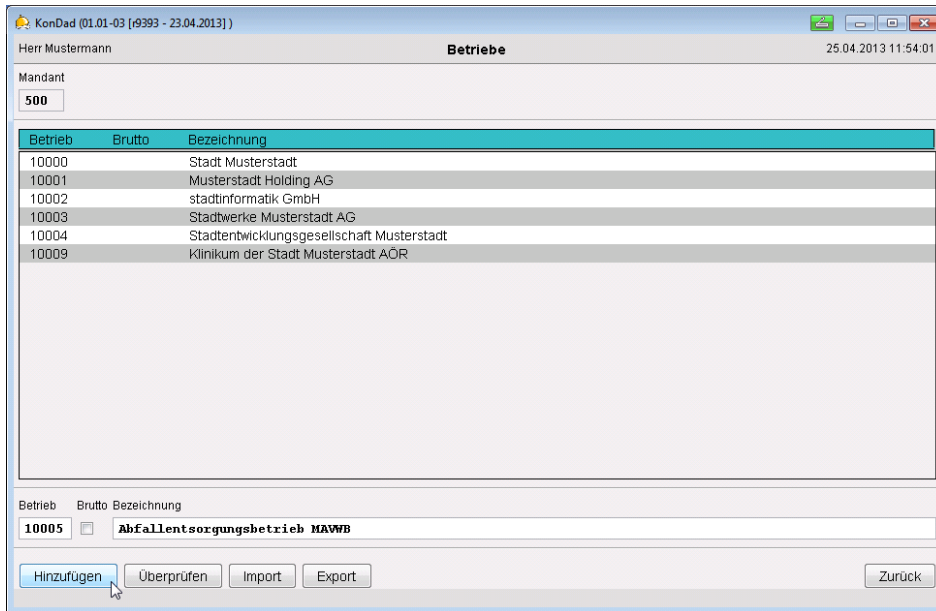 KonDad (01.01-03 [r9393 - 23.04.2013] )
Herr Mustermann Betriebe 25.04.2013 11:54:01
Mandant
500
Betrieb Brutto Bezeichnung
10000 Stadt Musterstadt
10001 Musterstadt Holding AG
10002 stadtinformatik GmbH
10003 Stadtwerke Musterstadt AG
10004 Stadtentwicklungsgesellschaft Musterstadt
10009 Klinikum der Stadt Musterstadt AÖR
Betrieb Brutto Bezeichnung
10005 Abfallentsorgungsbetrieb MAVWB
Hinzufügen Überprüfen Import Export Zurück